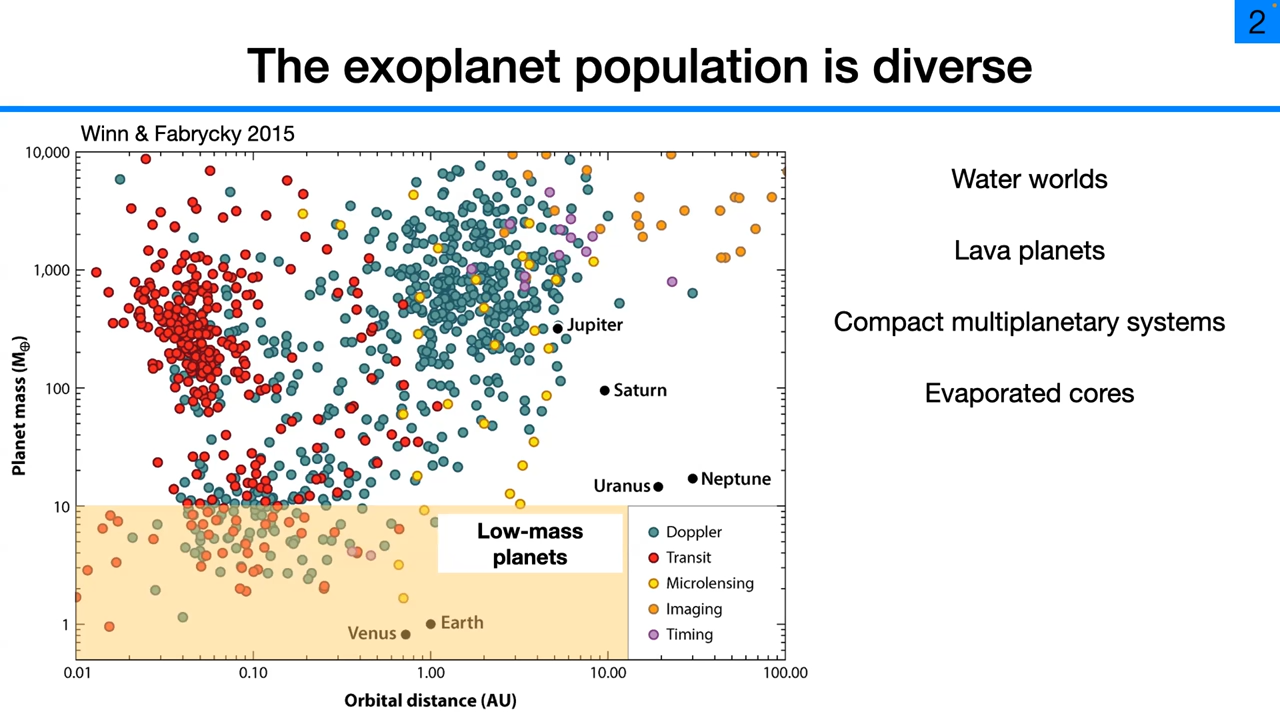 2
The exoplanet population is diverse
Winn & Fabrycky 2015
10,000
1,000
100
10
1
Planet mass (M⊕)
Jupiter
Saturn
Uranus
Neptune
Low-mass
planets
Venus
Earth
Doppler
Transit
Microlensing
Imaging
Timing
0.01
0.10
1.00
10.00
100.00
Orbital distance (AU)
Water worlds
Lava planets
Compact multiplanetary systems
Evaporated cores